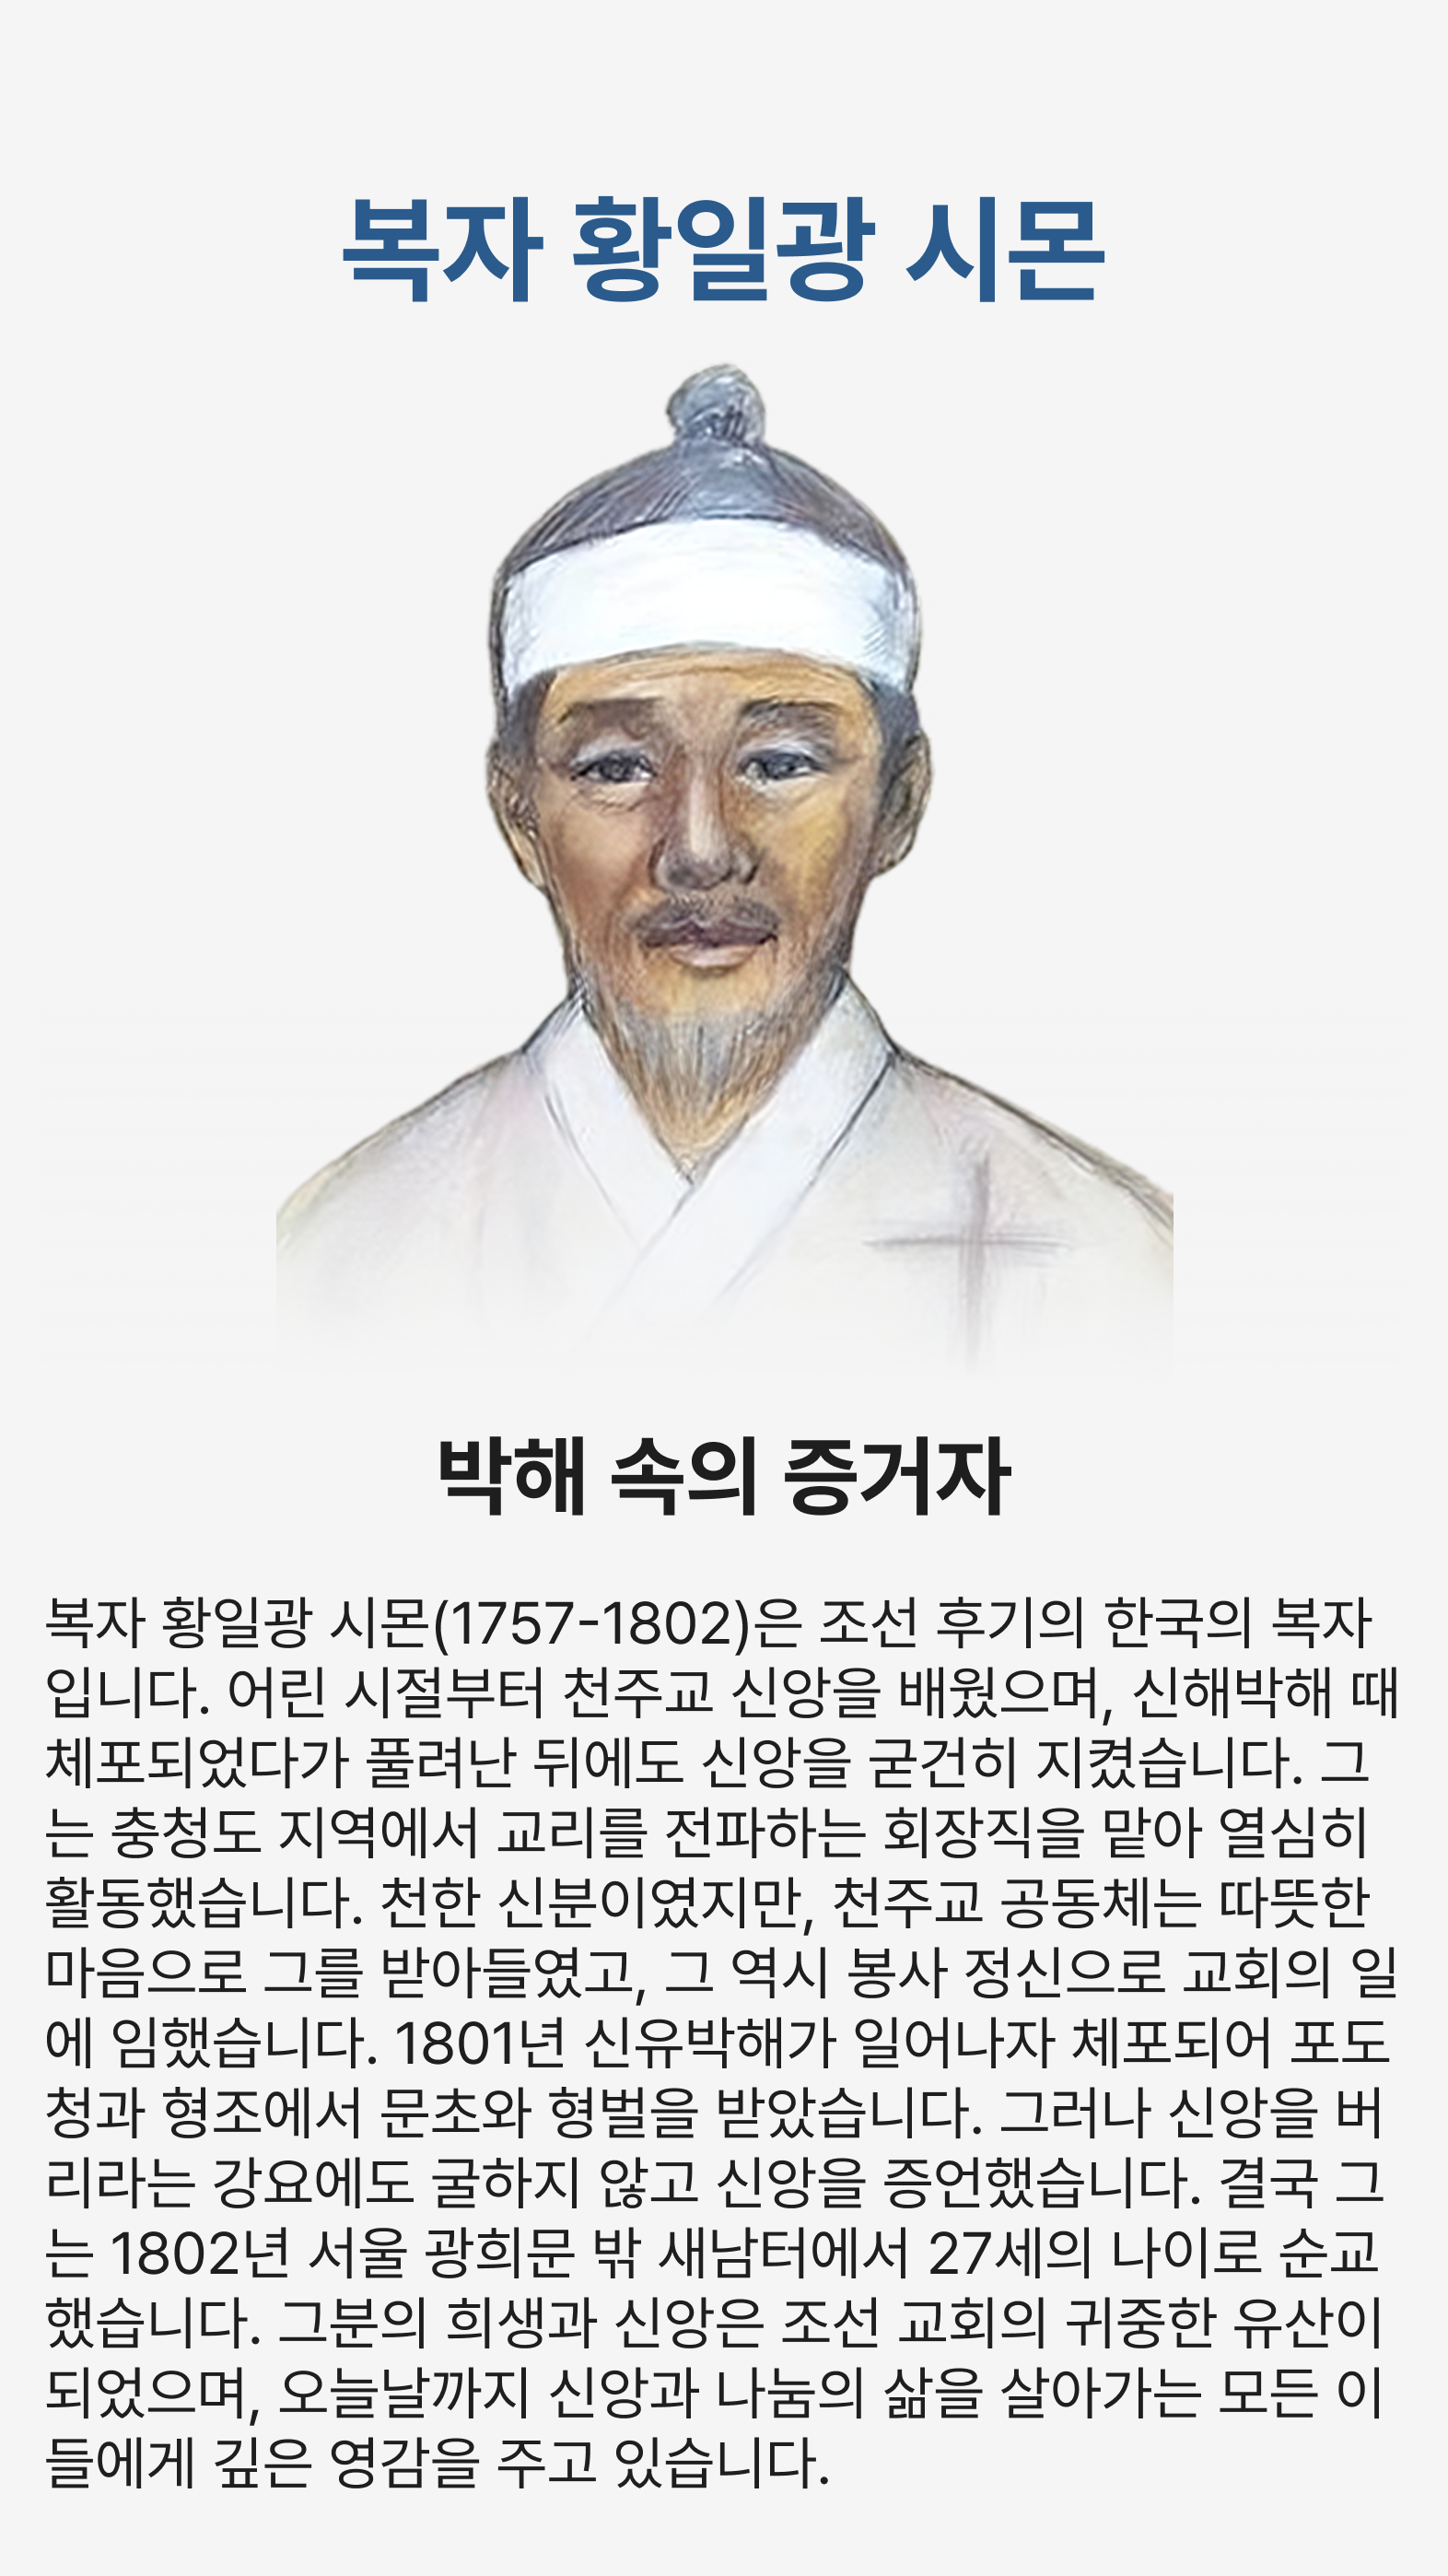 복자 황일광 시몬
박해 속의 증거자
복자 황일광 시몬(1757-1802)은 조선 후기의 한국의 복자
입니다. 어린 시절부터 천주교 신앙을 배웠으며, 신해박해 때
체포되었다가 풀려난 뒤에도 신앙을 굳건히 지켰습니다. 그
는 충청도 지역에서 교리를 전파하는 회장직을 맡아 열심히
활동했습니다. 천한 신분이였지만, 천주교 공동체는 따뜻한
마음으로 그를 받아들였고, 그 역시 봉사 정신으로 교회의 일
에 임했습니다. 1801년 신유박해가 일어나자 체포되어 포도
청과 형조에서 문초와 형벌을 받았습니다. 그러나 신앙을 버
리라는 강요에도 굴하지 않고 신앙을 증언했습니다. 결국 그
는 1802년 서울 광희문 밖 새남터에서 27세의 나이로 순교
했습니다. 그분의 희생과 신앙은 조선 교회의 귀중한 유산이
되었으며, 오늘날까지 신앙과 나눔의 삶을 살아가는 모든 이
들에게 깊은 영감을 주고 있습니다.